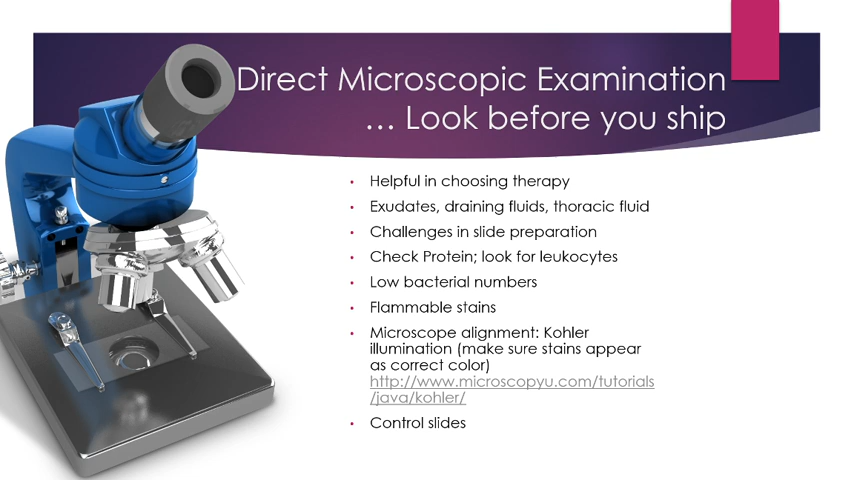 Direct Microscopic Examination
… Look before you ship
• Helpful in choosing therapy
• Exudates, draining fluids, thoracic fluid
• Challenges in slide preparation
• Check Protein; look for leukocytes
• Low bacterial numbers
• Flammable stains
• Microscope alignment: Kohler
illumination (make sure stains appear
as correct color)
http://www.microscopyu.com/tutorials
/java/kohler/
• Control slides